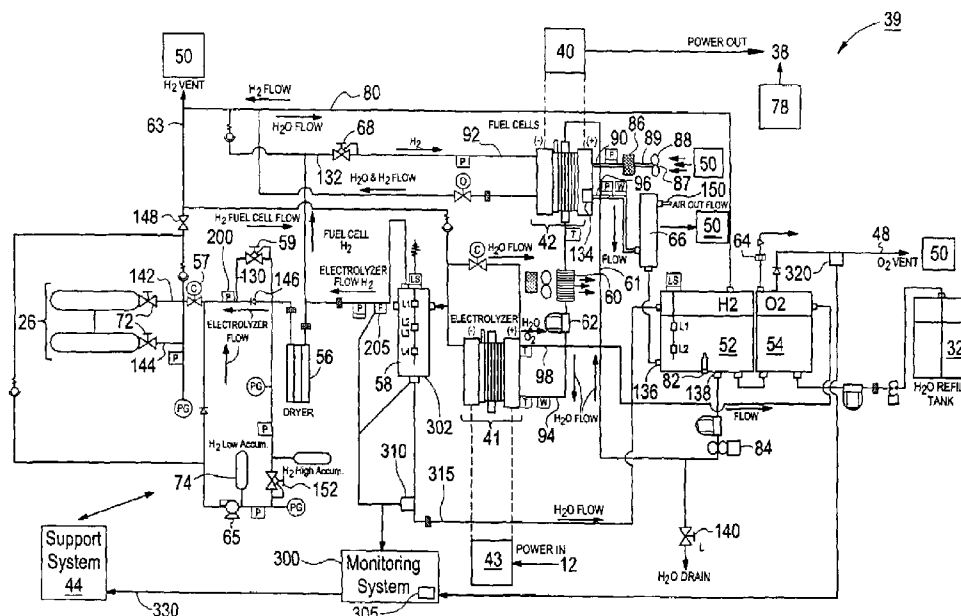 39
50
H2 VENT
40
POWER OUT
38
78
H2 FLOW
80
H2O FLOW
63
68
92
FUEL CELLS
86
90
89
88
50
87
(-)
(+)
H2
P
132
P
H2O & H2 FLOW
O
P W
96
150
AIR OUT FLOW
50
148
H2 FUEL CELL FLOW
200
59
FUEL CELL
H2
42
T
134
FLOW
66
61
60
64
48
320
O2 VENT
50
142
57
C
P
130
146
ELECTROLYZER
FLOW H2
LS
C
H2O FLOW
LS
H2
O2
26
72
ELECTROLYZER
FLOW
P
F
L1
L2
L4
205
ELECTROLYZER
(-)
(+)
H2O
O2
62
L1
L2
52
54
32
144
P
PG
56
DRYER
58
302
98
136
82
138
H2O REFILL
TANK
PG
T W
94
H2O FLOW
FLOW
P
H2 Low Accum.
H2 High Accum.
41
84
74
310
152
315
P
PG
65
H2O FLOW
140
L
H2O DRAIN
Support
System
44
300
Monitoring
System
305
43
POWER IN
12
330